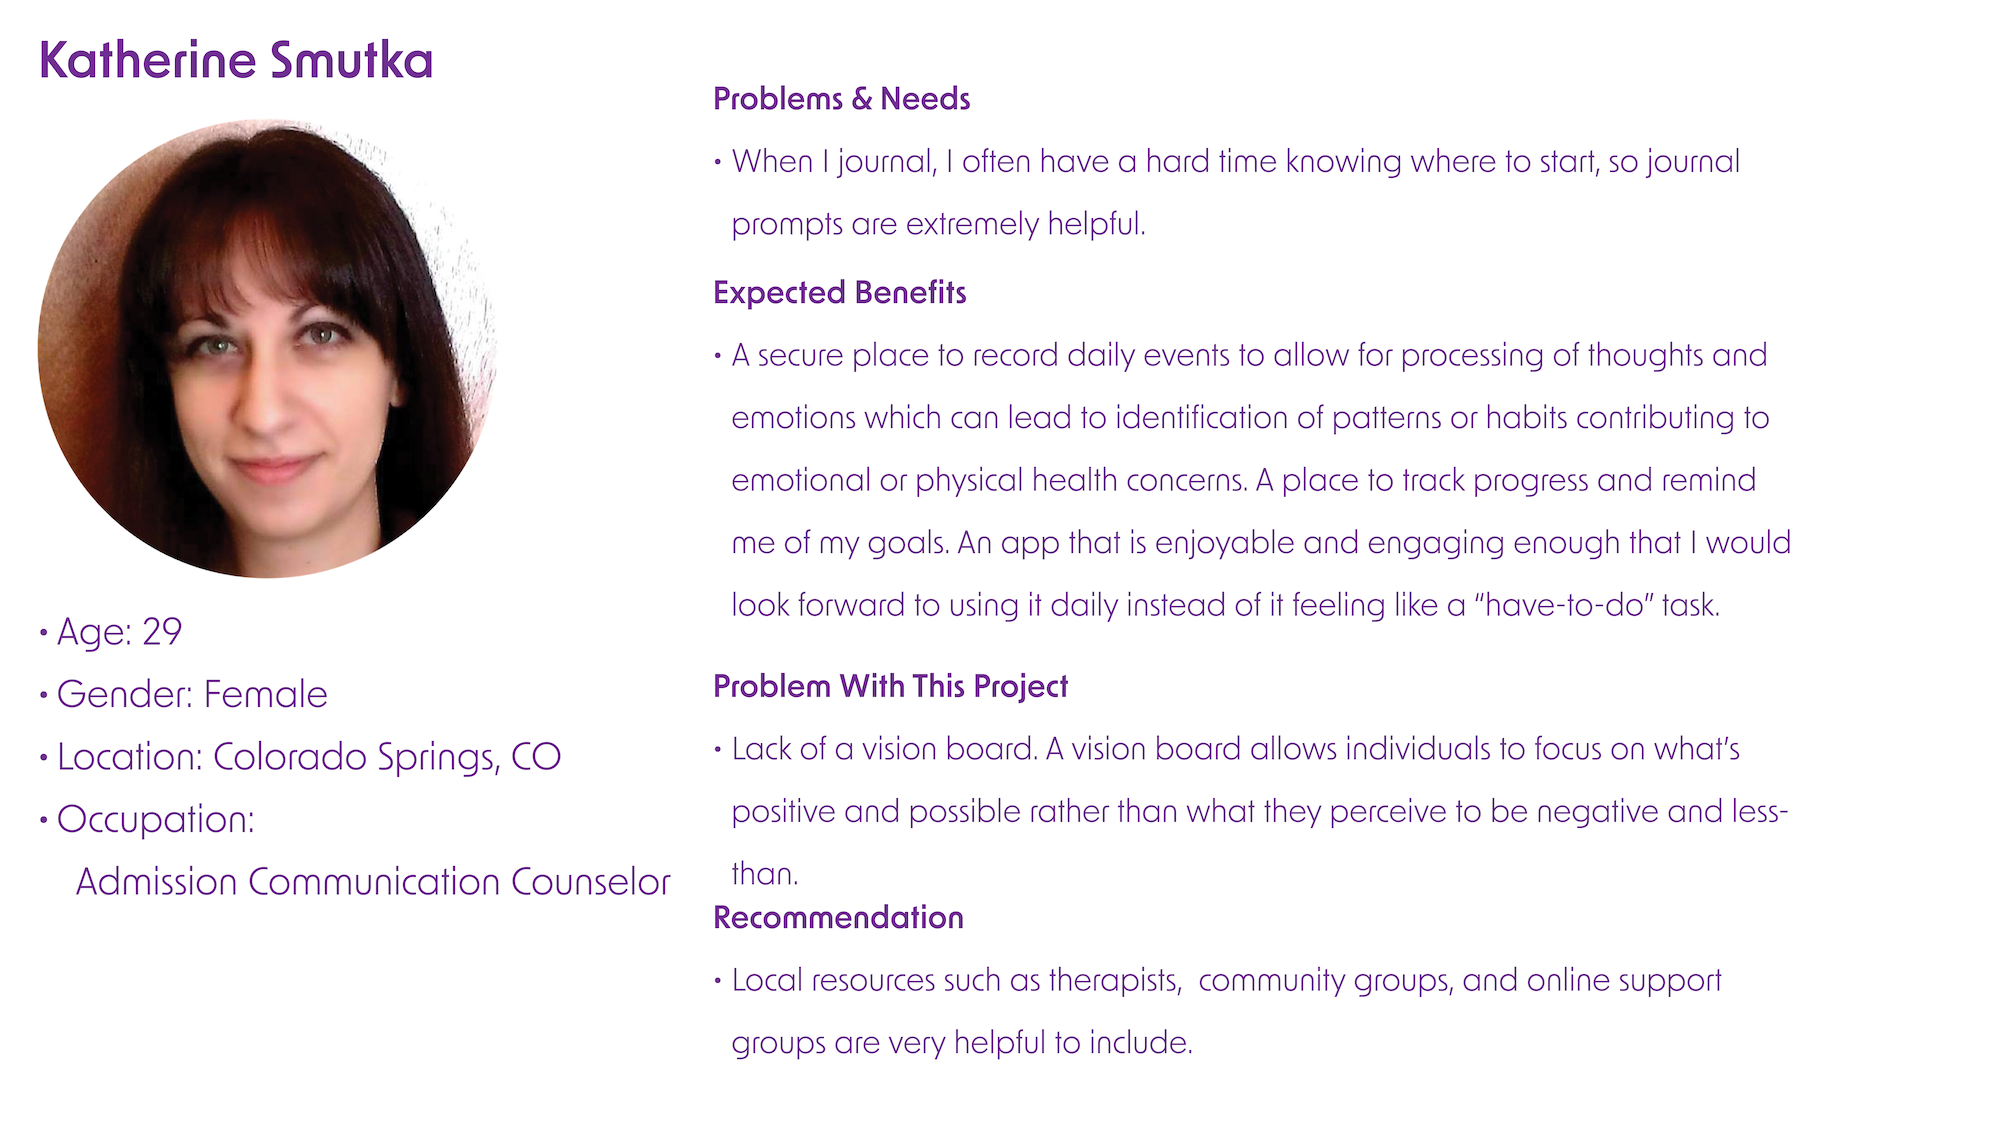 Katherine Smutka
• Age: 29
• Gender: Female
• Location: Colorado Springs, CO
• Occupation:
Admission Communication Counselor
Problems & Needs
• When I journal, I often have a hard time knowing where to start, so journal
prompts are extremely helpful.
Expected Benefits
• A secure place to record daily events to allow for processing of thoughts and
emotions which can lead to identification of patterns or habits contributing to
emotional or physical health concerns. A place to track progress and remind
me of my goals. An app that is enjoyable and engaging enough that I would
look forward to using it daily instead of it feeling like a “have-to-do” task.
Problem With This Project
• Lack of a vision board. A vision board allows individuals to focus on what’s
positive and possible rather than what they perceive to be negative and less-
than.
Recommendation
• Local resources such as therapists,  community groups, and online support
groups are very helpful to include.